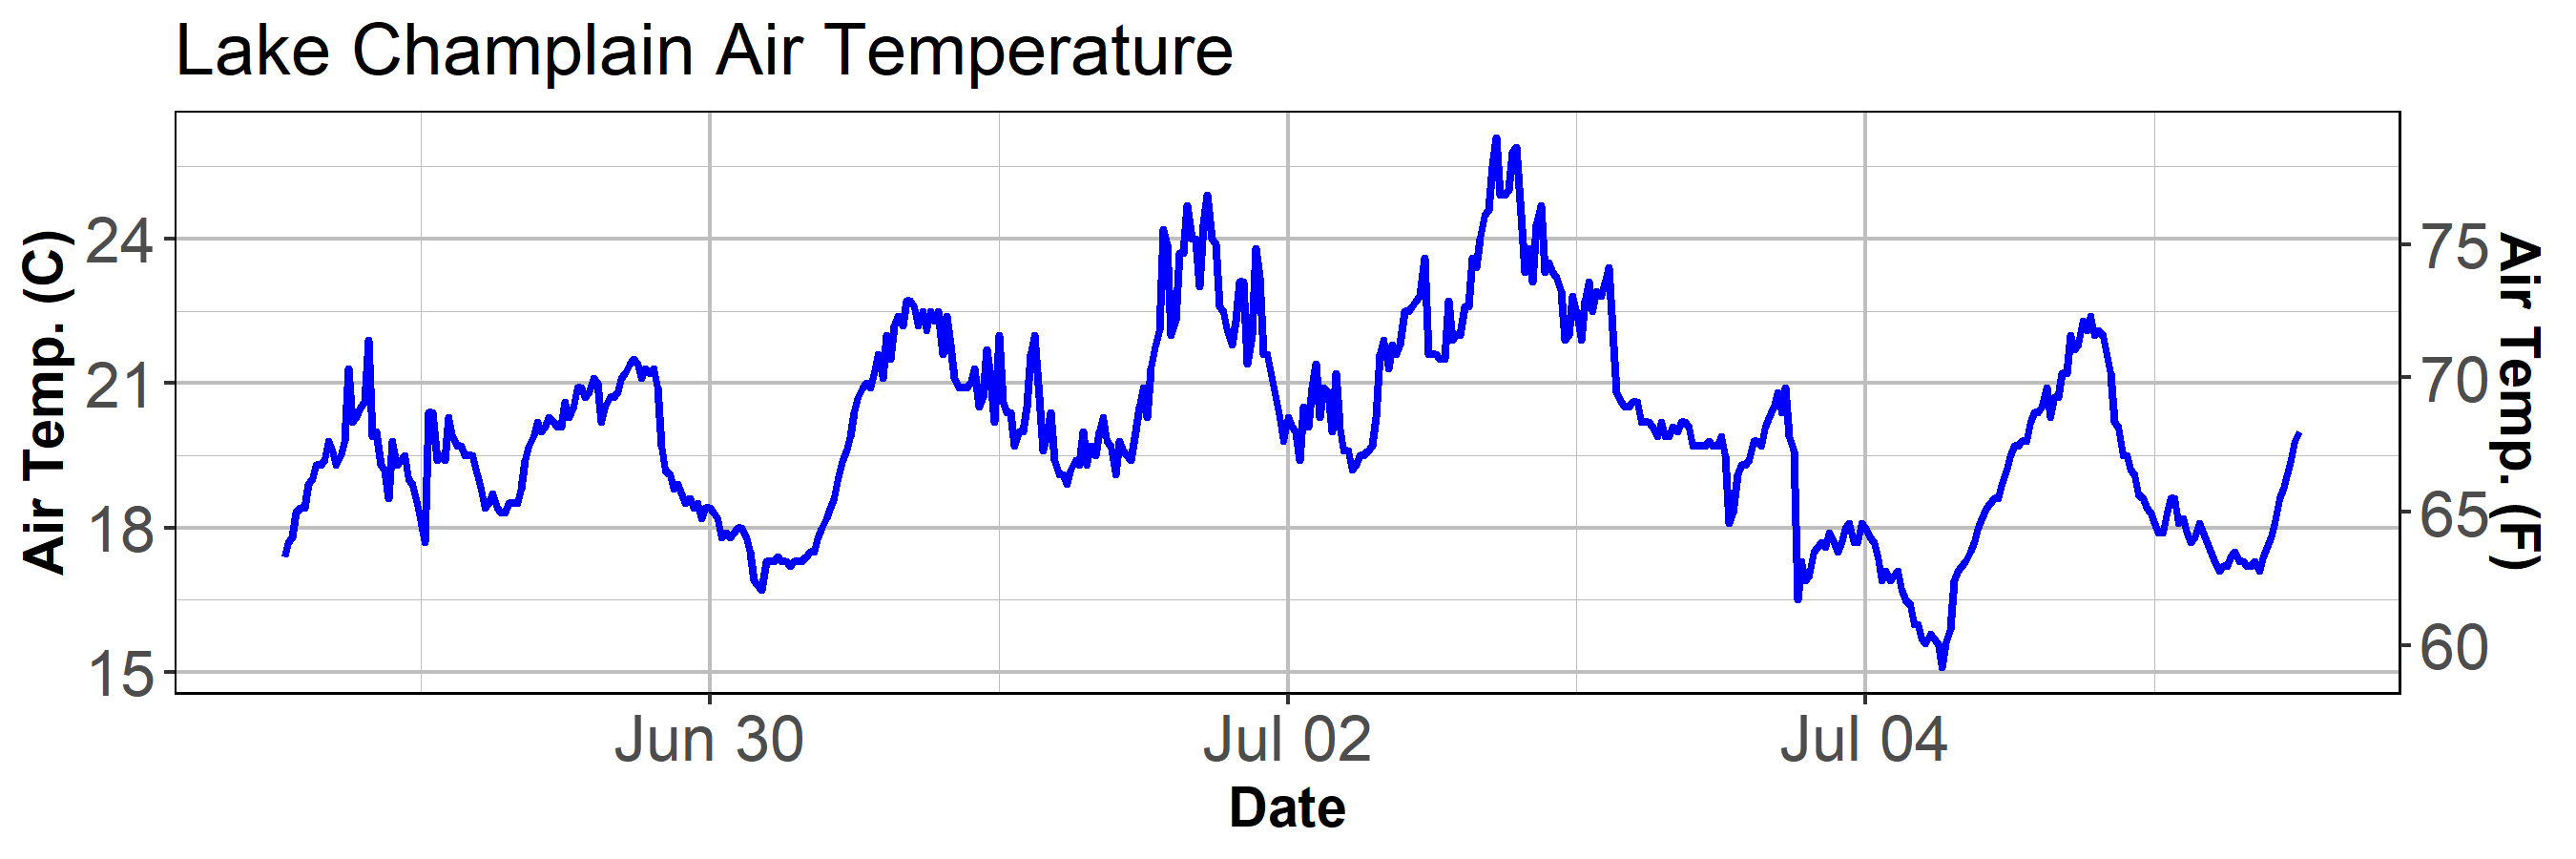 Lake Champlain Air Temperature
Air Temp. (C)
24
21
18
15
75
70
65
60
Air Temp. (F)
Jun 30
Jul 02
Jul 04
Date